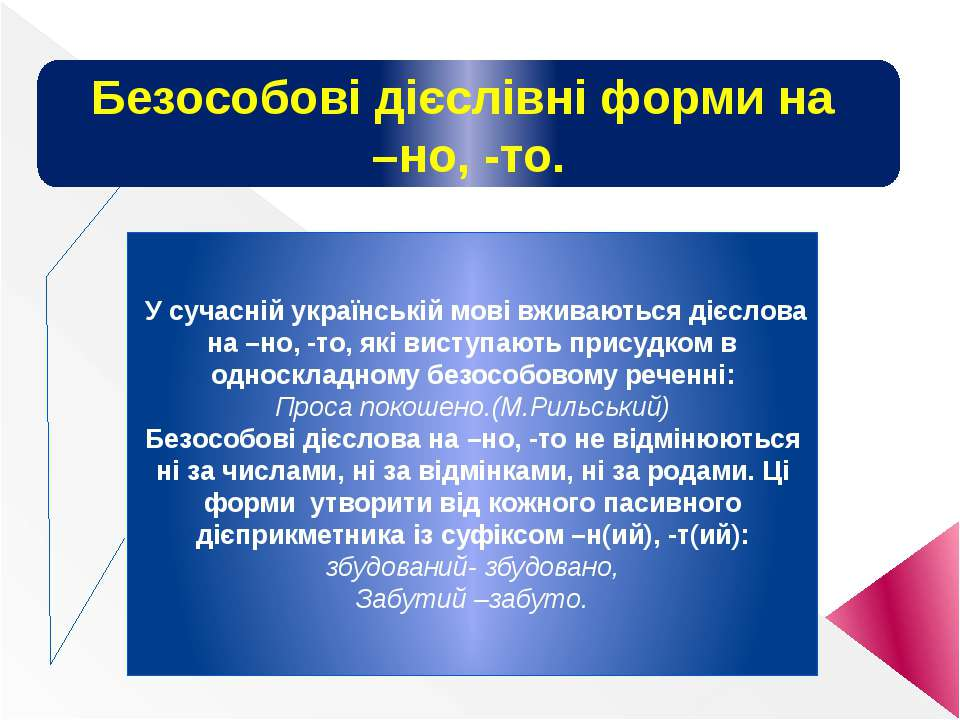 Безособові дієслівні форми на
–но, -то.
У сучасній українській мові вживаються дієслова
на –но, -то, які виступають присудком в
односкладному безособовому реченні:
Проса покошено.(М.Рильський)
Безособові дієслова на –но, -то не відмінюються
ні за числами, ні за відмінками, ні за родами. Ці
форми  утворити від кожного пасивного
дієприкметника із суфіксом –н(ий), -т(ий):
збудований- збудовано,
Забутий –забуто.